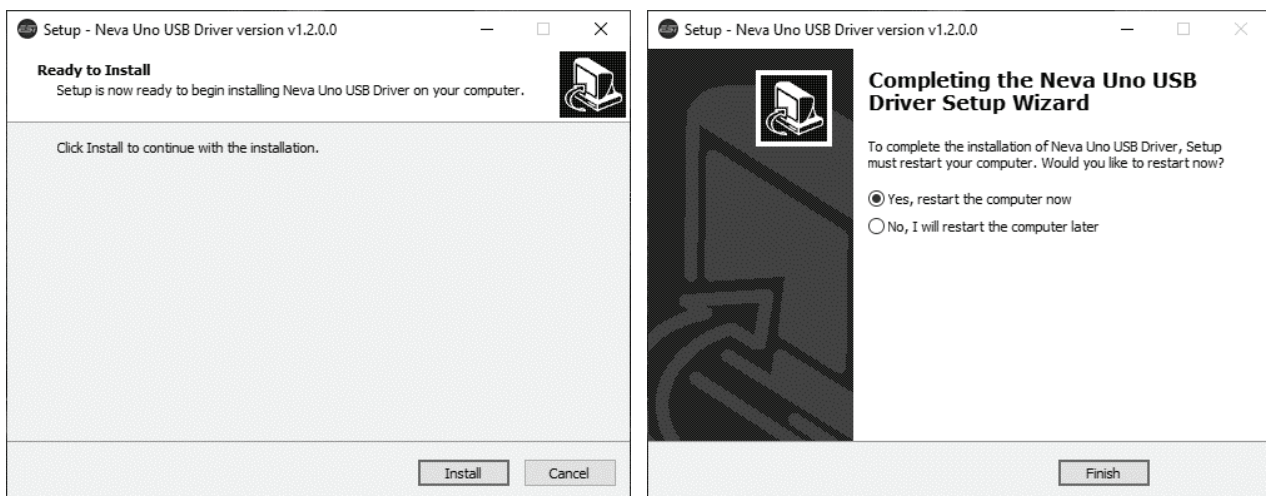 Setup - Neva Uno USB Driver version v1.2.0.0
Ready to Install
Setup is now ready to begin installing Neva Uno USB Driver on your computer.
Click Install to continue with the installation.
Install
Cancel
Setup - Neva Uno USB Driver version v1.2.0.0
Completing the Neva Uno USB
Driver Setup Wizard
To complete the installation of Neva Uno USB Driver, Setup
must restart your computer. Would you like to restart now?
Yes, restart the computer now
No, I will restart the computer later
Finish